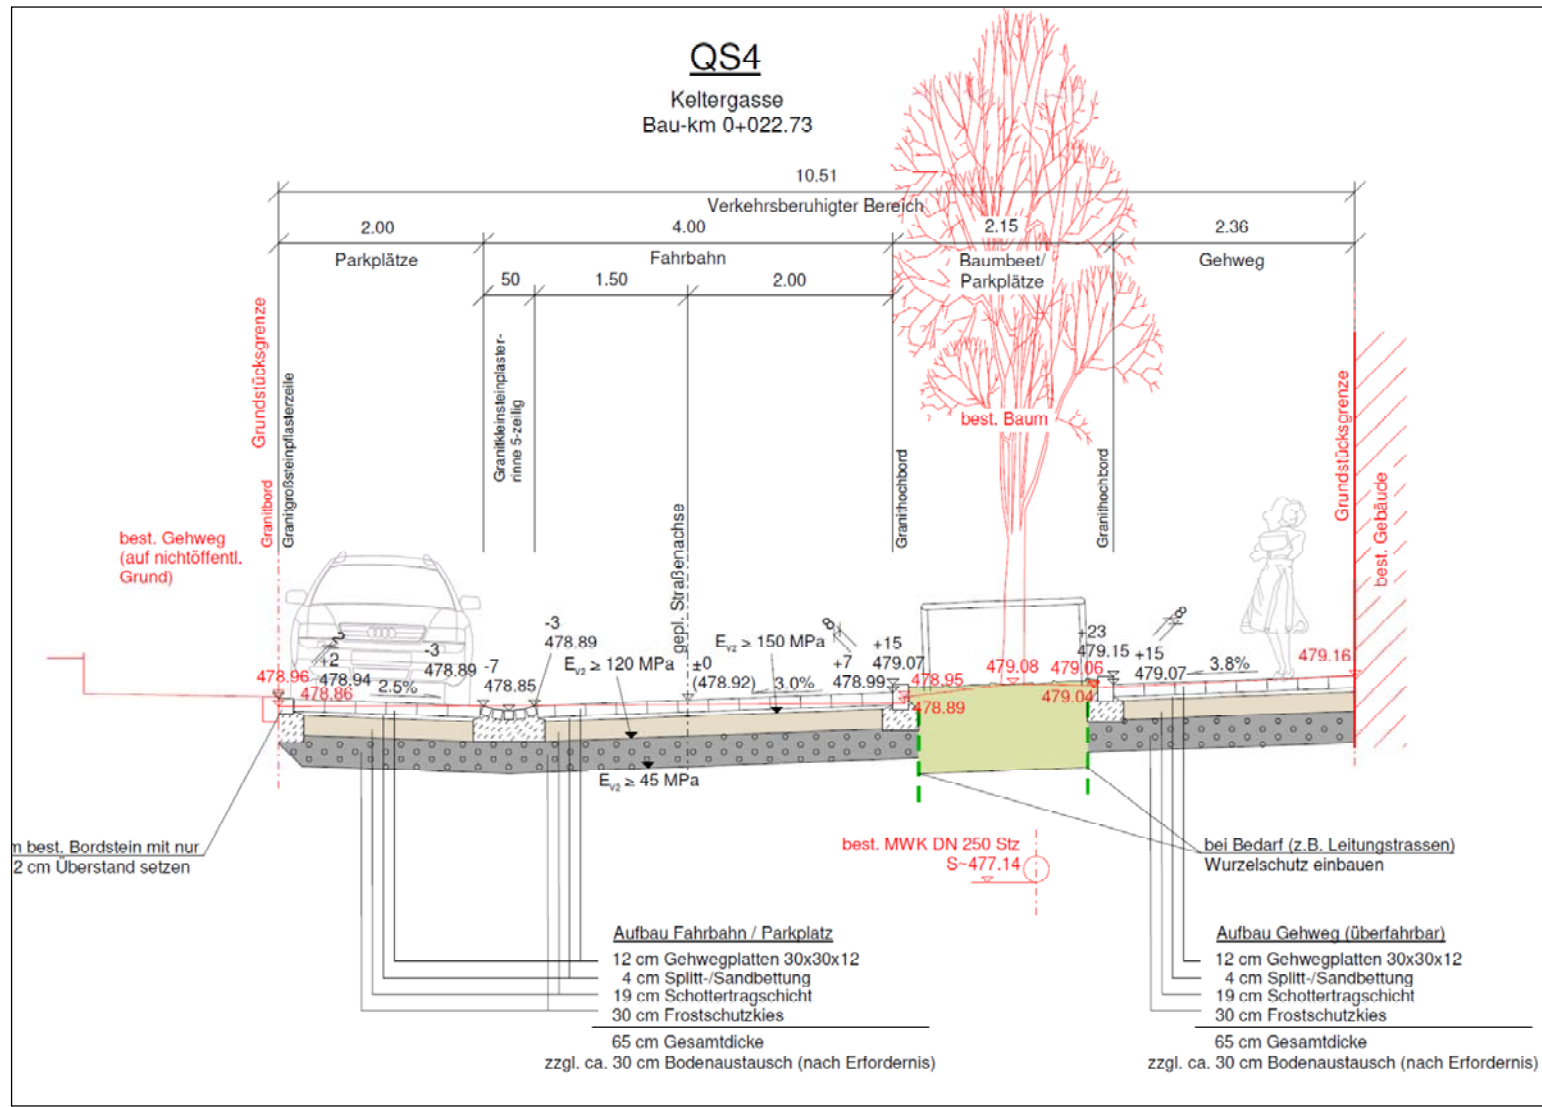 QS4
Keltergasse
Bau-km 0+022.73
10.51
Verkehrsberuhigter Bereich
2.00
4.00
2.15
2.36
Parkplätze
Fahrbahn
Baumbeet/
Parkplätze
Gehweg
50
1.50
2.00
Grundstücksgrenze
Granitbord
Granitgroßsteinpflasterzeile
Granitkleinsteinplaster-
rinne 5-zeilig
gepl. Straßenachse
Granithochbord
best. Baum
Granithochbord
Grundstücksgrenze
best. Gebäude
best. Gehweg
(auf nichtöffentl.
Grund)
478.96
2
+2
478.94
478.86
-3
478.89
2.5%
-7
478.85
-3
478.89
Ev2 ≥ 120 MPa
±0
(478.92)
Ev2 ≥ 150 MPa
3.0%
8
+7
478.99
+15
479.07
478.95
478.89
479.08
479.06
479.04
+23
479.15
+15
479.07
8
3.8%
479.16
Ev2 ≥ 45 MPa
m best. Bordstein mit nur
2 cm Überstand setzen
best. MWK DN 250 Stz
S~477.14
bei Bedarf (z.B. Leitungstrassen)
Wurzelschutz einbauen
Aufbau Fahrbahn / Parkplatz
12 cm Gehwegplatten 30x30x12
4 cm Splitt-/Sandbettung
19 cm Schottertragschicht
30 cm Frostschutzkies
65 cm Gesamtdicke
zzgl. ca. 30 cm Bodenaustausch (nach Erfordernis)
Aufbau Gehweg (überfahrbar)
12 cm Gehwegplatten 30x30x12
4 cm Splitt-/Sandbettung
19 cm Schottertragschicht
30 cm Frostschutzkies
65 cm Gesamtdicke
zzgl. ca. 30 cm Bodenaustausch (nach Erfordernis)